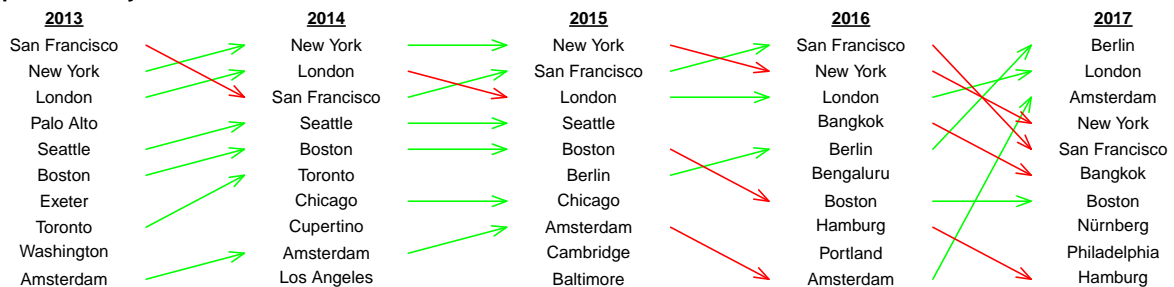 2013 2014 2015 2016 2017
San Francisco New York New York San Francisco Berlin
New York London San Francisco New York London
London San Francisco London London Amsterdam
Palo Alto Seattle Seattle Bangkok New York
Seattle Boston Boston Berlin San Francisco
Boston Toronto Berlin Bengaluru Bangkok
Exeter Chicago Chicago Boston Boston
Toronto Cupertino Amsterdam Hamburg Nürnberg
Washington Amsterdam Cambridge Portland Philadelphia
Amsterdam Los Angeles Baltimore Amsterdam Hamburg